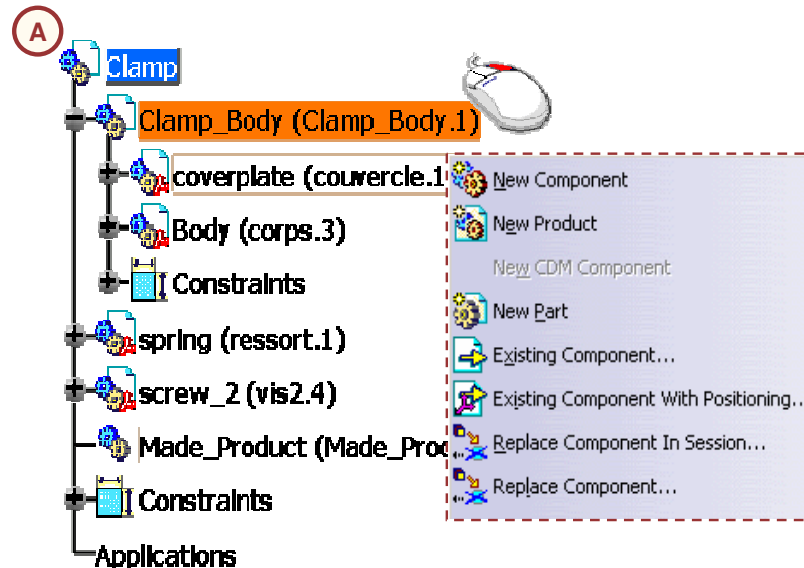 A
Clamp
Clamp_Body (Clamp_Body.1)
coverplate (couvercle.1
Body (corps.3)
Constraints
spring (ressort.1)
screw_2 (vis2.4)
Made_Product (Made_Proc
Constraints
Applications
New Component
New Product
New CDM Component
New Part
Existing Component...
Existing Component With Positioning..
Replace Component In Session...
Replace Component...